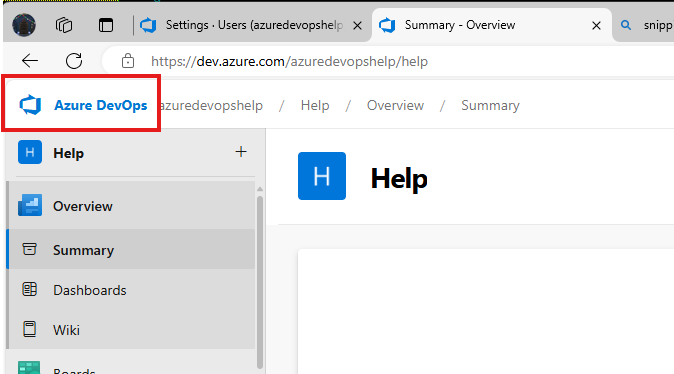 Settings · Users (azuredevopshelp
Summary - Overview
snipp
https://dev.azure.com/azuredevopshelp/help
Azure DevOps azuredevopshelp / Help / Overview / Summary
H Help +
H Help
Overview
Summary
Dashboards
Wiki
Boards